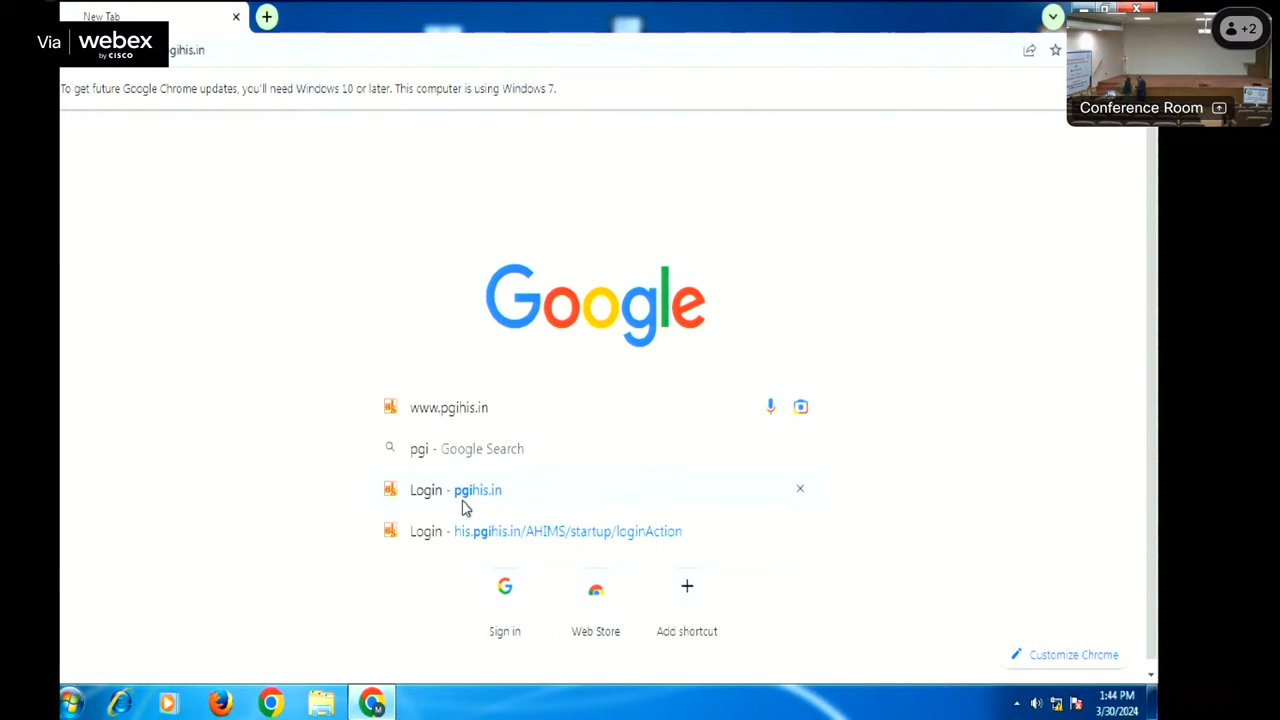 New Tab
Via webex
by CISCO
gihis.in
+2
To get future Google Chrome updates, you'll need Windows 10 or later. This computer is using Windows 7.
Conference Room
Google
www.pgihis.in
pgi - Google Search
Login - pgihis.in
Login - his.pgihis.in/AHIMS/startup/loginAction
Sign in
Web Store
Add shortcut
Customize Chrome
M
1:44 PM
3/30/2024